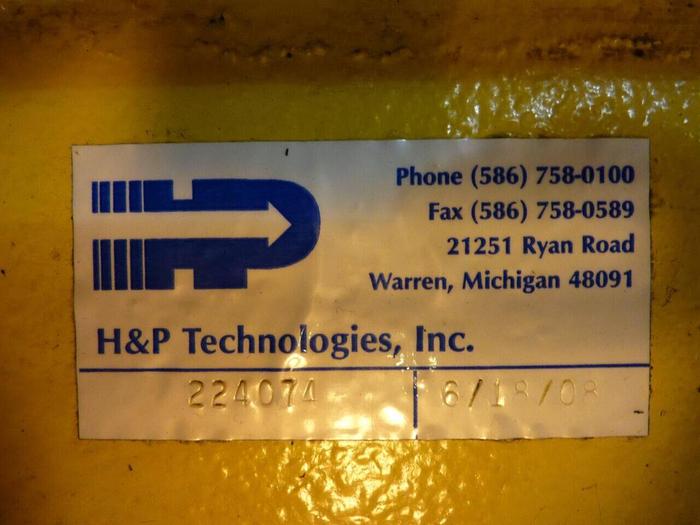 HP
Phone (586) 758-0100
Fax (586) 758-0589
21251 Ryan Road
Warren, Michigan 48091
H&P Technologies, Inc.
224074
6/18/08